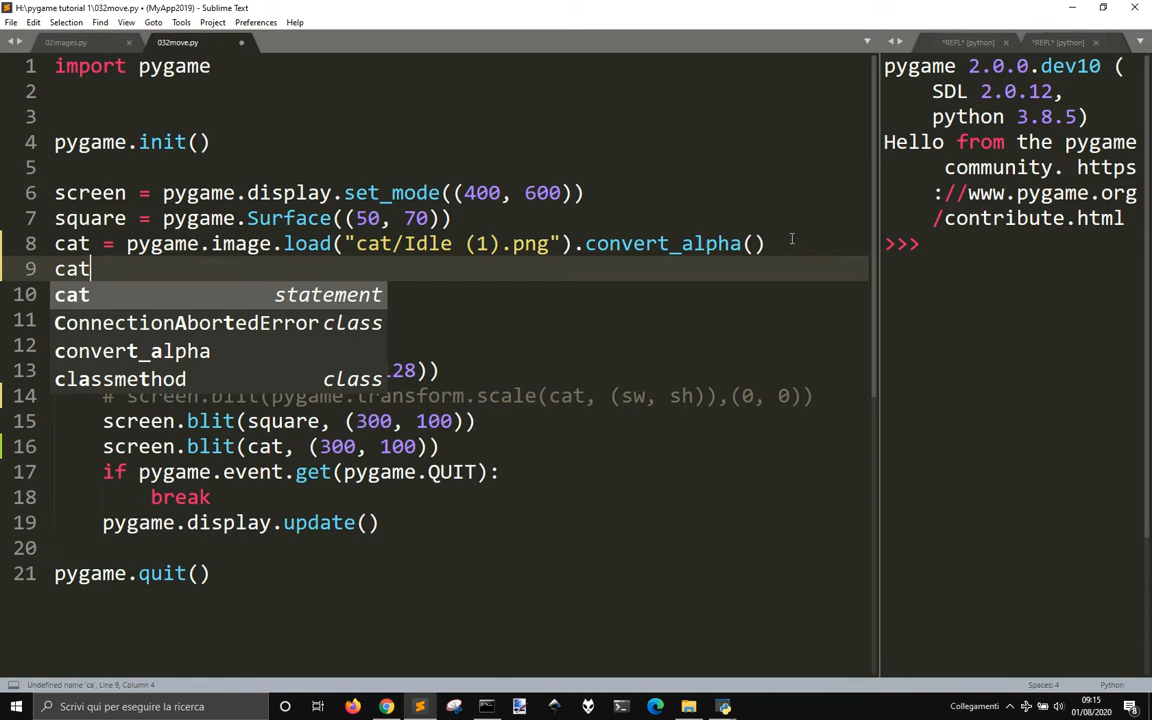 H:\pygame tutorial 1\032move.py • (MyApp2019) - Sublime Text
File Edit Selection Find View Goto Tools Project Preferences Help
02images.py
032move.py
*REPL* [python]
*REPL* [python]
1 import pygame
2
3
4 pygame.init()
5
6 screen = pygame.display.set_mode((400, 600))
7 square = pygame.Surface((50, 70))
8 cat = pygame.image.load("cat/Idle (1).png").convert_alpha()
9 cat
10
11
12
13 28))
14 # screen.blit(pygame.transform.scale(cat, (sw, sh)),(0, 0))
15 screen.blit(square, (300, 100))
16 screen.blit(cat, (300, 100))
17 if pygame.event.get(pygame.QUIT):
18 break
19 pygame.display.update()
20
21 pygame.quit()
cat statement
ConnectionAbortedError class
convert_alpha
classmethod class
pygame 2.0.0.dev10 (
SDL 2.0.12,
python 3.8.5)
Hello from the pygame
community. https
://www.pygame.org
/contribute.html
>>>
Undefined name 'ca', Line 9, Column 4
Spaces: 4
Python
Scrivi qui per eseguire la ricerca
Collegamenti
09:15
01/08/2020
8